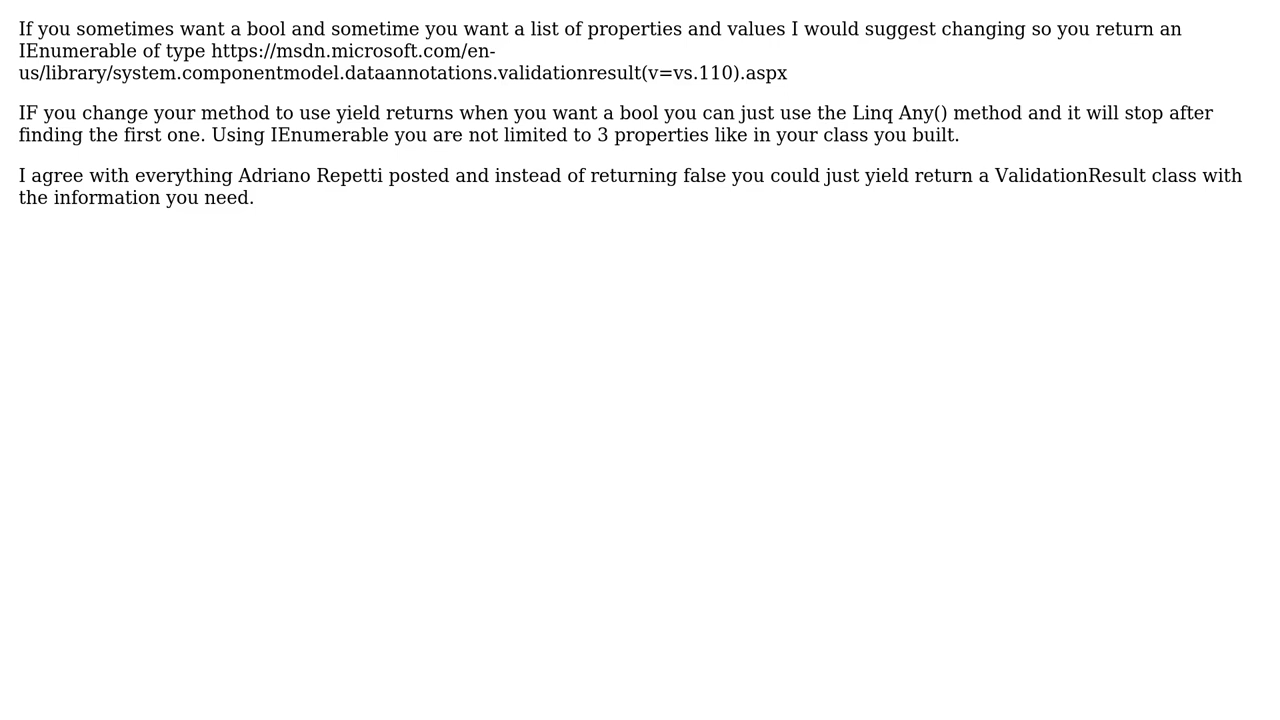 If you sometimes want a bool and sometime you want a list of properties and values I would suggest changing so you return an
IEnumerable of type https://msdn.microsoft.com/en-
us/library/system.componentmodel.dataannotations.validationresult(v=vs.110).aspx
IF you change your method to use yield returns when you want a bool you can just use the Linq Any() method and it will stop after
finding the first one. Using IEnumerable you are not limited to 3 properties like in your class you built.
I agree with everything Adriano Repetti posted and instead of returning false you could just yield return a ValidationResult class with
the information you need.